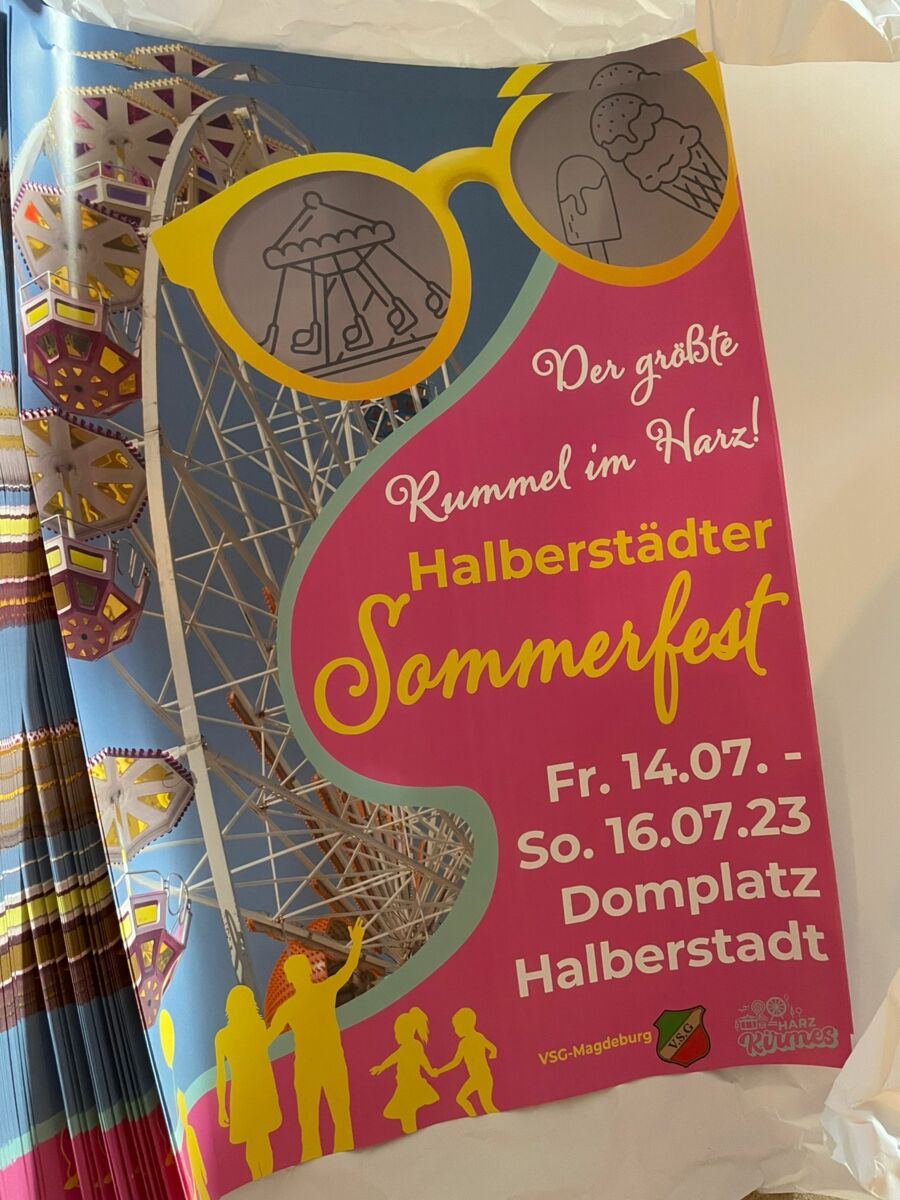 Der größte
Rummel im Harz!
Halberstädter
Sommerfest
Fr. 14.07. -
So. 16.07.23
Domplatz
Halberstadt
VSG-Magdeburg
V.S.G
HARZ
Kirmes